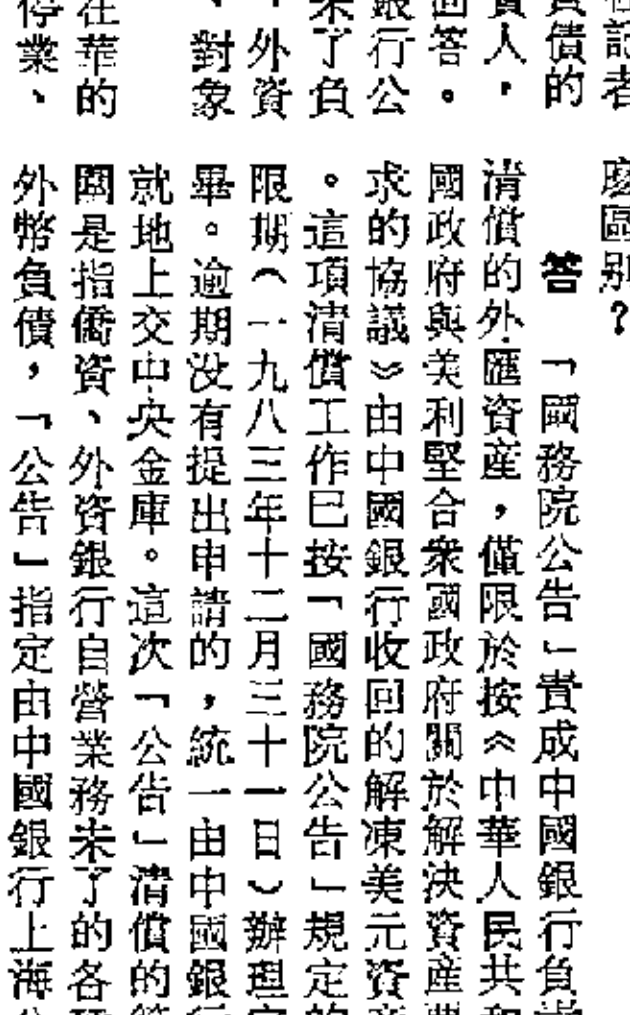 記者
負債的
責人，
回答。
銀行公
未了負
、外資
、對象
在華的
停業、
麼區别？
答 「國務院公告」責成中國銀行負
清償的外匯資産，僅限於按《中華人民共和
國政府與美利堅合衆國政府關於解決資産
求的協議》由中國銀行收回的解凍美元資産
。這項清償工作已按「國務院公告」規定的
限期（一九八三年十二月三十一日）辦理
畢。逾期没有提出申請的，統一由中國銀行
就地上交中央金庫。這次「公告」清償的
圍是指僑資、外資銀行自營業務未了的各
外幣負債，「公告」指定由中國銀行上海